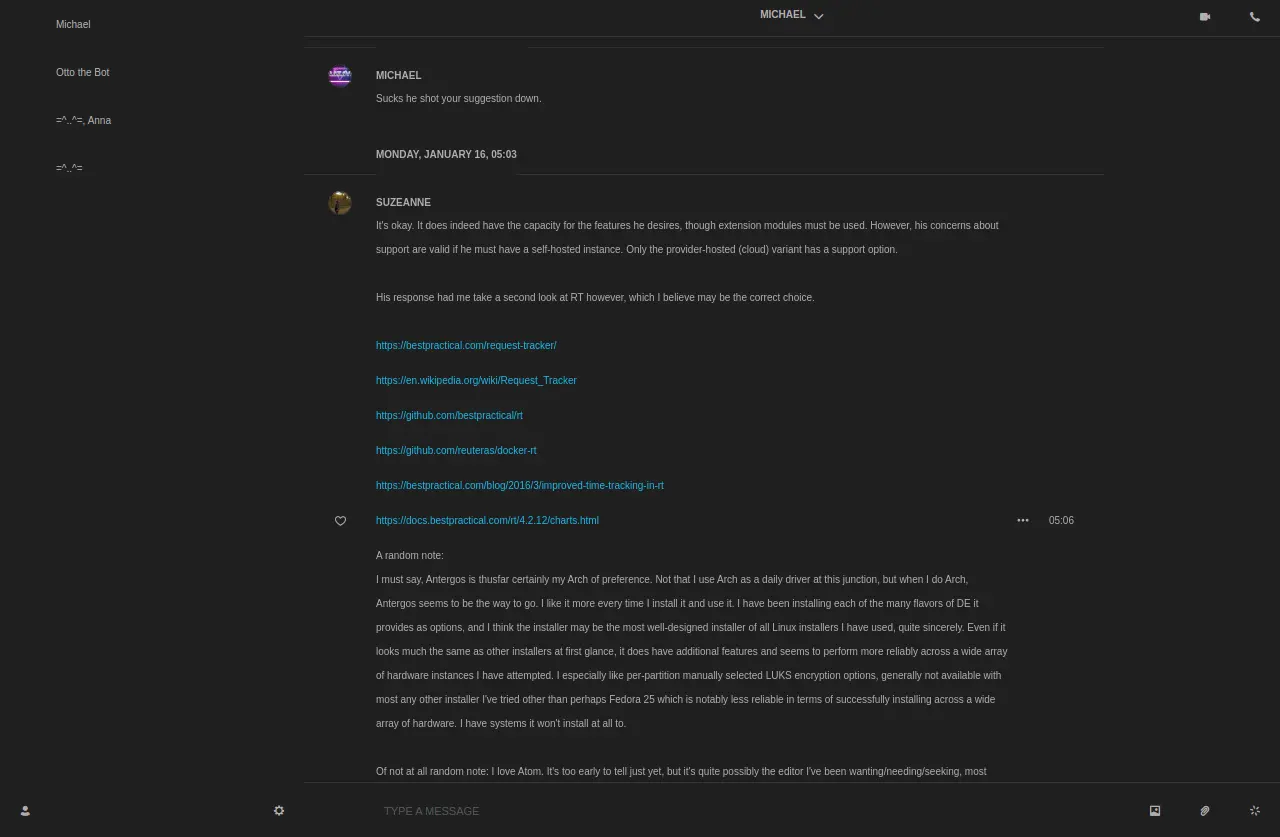 Michael
Otto the Bot
=^..^=, Anna
=^..^=
MICHAEL
MICHAEL
Sucks he shot your suggestion down.
MONDAY, JANUARY 16, 05:03
SUZEANNE
It's okay. It does indeed have the capacity for the features he desires, though extension modules must be used. However, his concerns about
support are valid if he must have a self-hosted instance. Only the provider-hosted (cloud) variant has a support option.
His response had me take a second look at RT however, which I believe may be the correct choice.
https://bestpractical.com/request-tracker/
https://en.wikipedia.org/wiki/Request_Tracker
https://github.com/bestpractical/rt
https://github.com/reuteras/docker-rt
https://bestpractical.com/blog/2016/3/improved-time-tracking-in-rt
https://docs.bestpractical.com/rt/4.2.12/charts.html
05:06
A random note:
I must say, Antergos is thusfar certainly my Arch of preference. Not that I use Arch as a daily driver at this junction, but when I do Arch,
Antergos seems to be the way to go. I like it more every time I install it and use it. I have been installing each of the many flavors of DE it
provides as options, and I think the installer may be the most well-designed installer of all Linux installers I have used, quite sincerely. Even if it
looks much the same as other installers at first glance, it does have additional features and seems to perform more reliably across a wide array
of hardware instances I have attempted. I especially like per-partition manually selected LUKS encryption options, generally not available with
most any other installer I've tried other than perhaps Fedora 25 which is notably less reliable in terms of successfully installing across a wide
array of hardware. I have systems it won't install at all to.
Of not at all random note: I love Atom. It's too early to tell just yet, but it's quite possibly the editor I've been wanting/needing/seeking, most
TYPE A MESSAGE